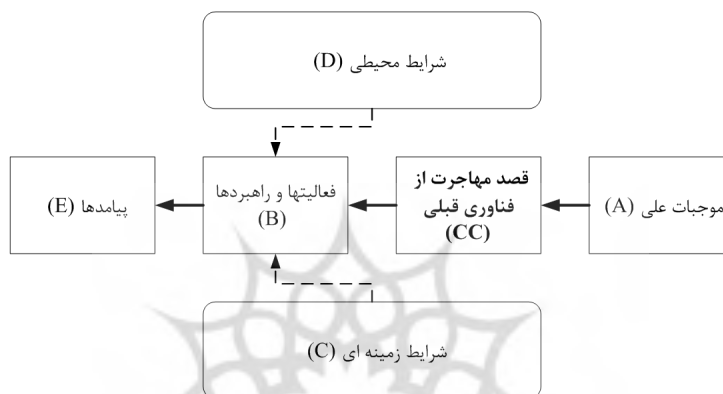 شرایط محیطی (D)
موجبات علی (A)
قصد مهاجرت از
فناوری قبلی
(CC)
فعالیتها و راهبردها
(B)
پیامدها (E)
شرایط زمینه ای (C)